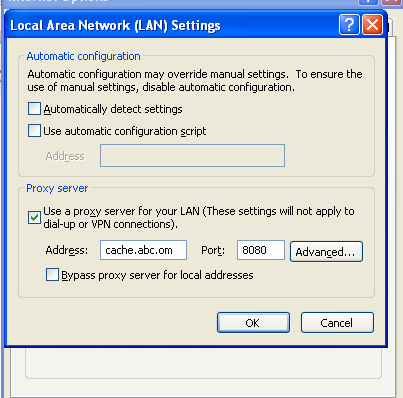 Local Area Network (LAN) Settings
Automatic configuration
Automatic configuration may override manual settings. To ensure the
use of manual settings, disable automatic configuration.
Automatically detect settings
Use automatic configuration script
Address
Proxy server
Use a proxy server for your LAN (These settings will not apply to
dial-up or VPN connections).
Address: cache.abc.om Port: 8080 Advanced...
Bypass proxy server for local addresses
OK Cancel